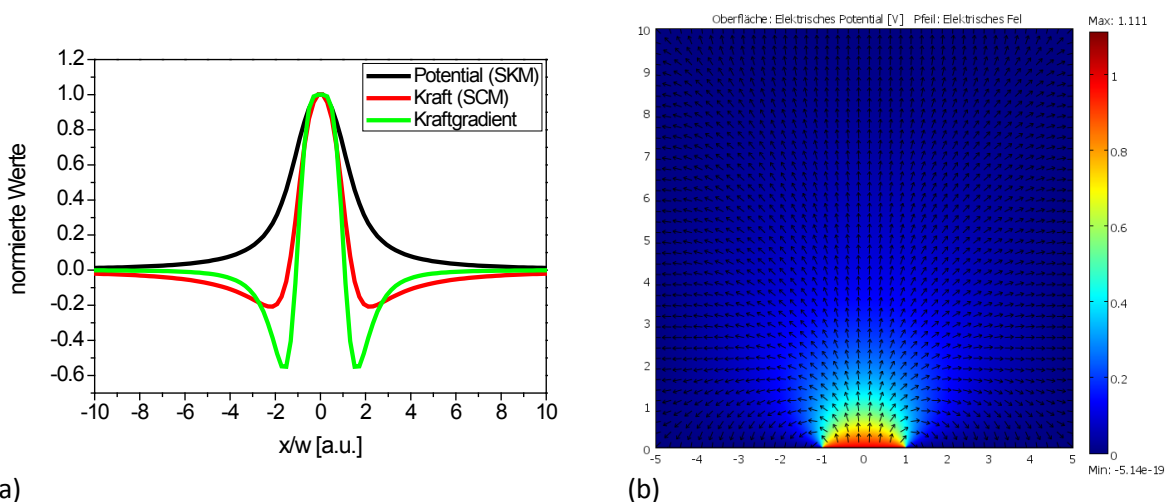 Oberfläche: Elektrisches Potential [V] Pfeil: Elektrisches Fel
Max: 1.111
normierte Werte
1.2
1.0
0.8
0.6
0.4
0.2
0.0
-0.2
-0.4
-0.6
Potential (SKM)
Kraft (SCM)
Kraftgradient
-10 -8 -6 -4 -2 0 2 4 6 8 10
x/w [a.u.]
a)
10
9
8
7
6
5
4
3
2
1
0
-5 -4 -3 -2 -1 0 1 2 3 4 5
1
0.8
0.6
0.4
0.2
0
Min: -5.14e-19
(b)